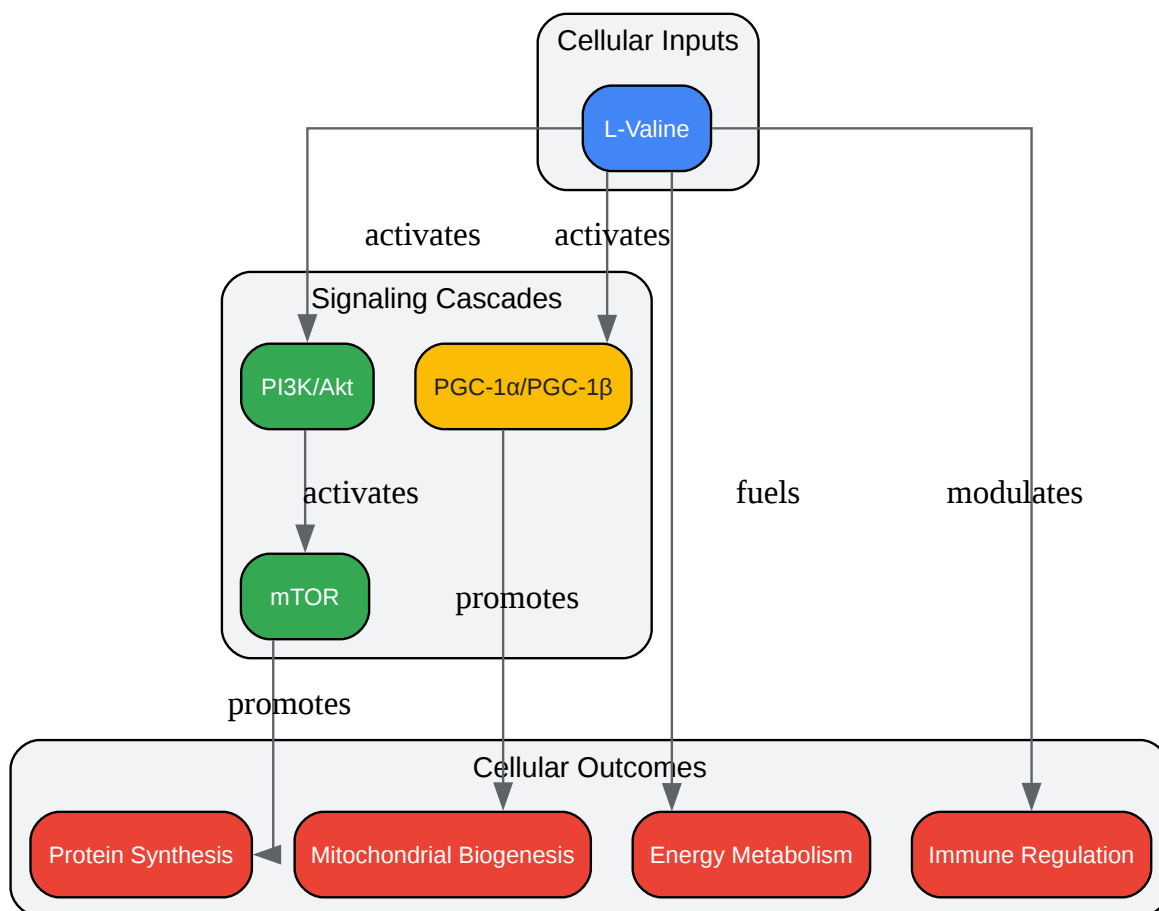 Cellular Inputs
L-Valine
activates
activates
Signaling Cascades
PI3K/Akt
PGC-1α/PGC-1β
activates
fuels
modulates
mTOR
promotes
promotes
Cellular Outcomes
Protein Synthesis
Mitochondrial Biogenesis
Energy Metabolism
Immune Regulation